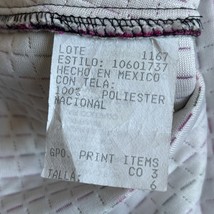 LOTE 1167
ESTILO: 10601737
HECHO EN MEXICO
CON TELA:
100% POLIESTER
NACIONAL
GPO. PRINT ITEMS
CO 3
TALLA: 6